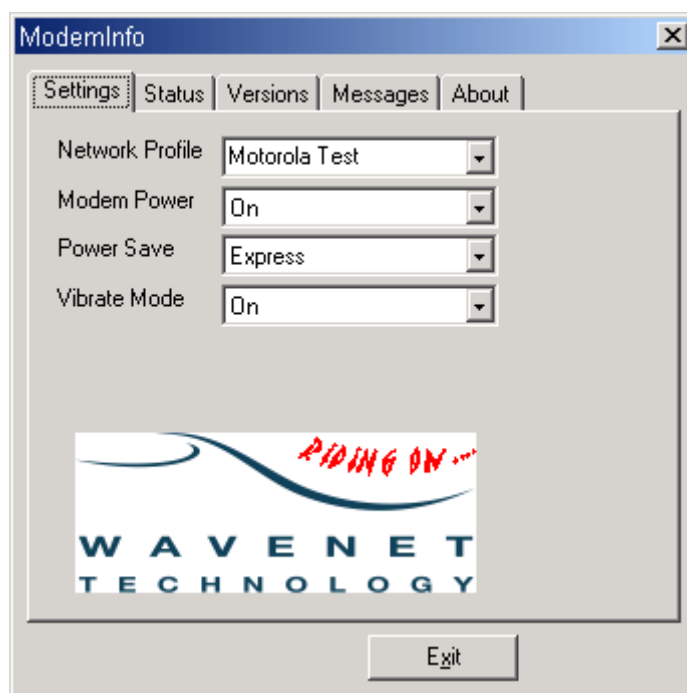 ModemInfo
Settings Status Versions Messages About
Network Profile Motorola Test
Modem Power On
Power Save Express
Vibrate Mode On
RIDING ON ....
WAVENET
TECHNOLOGY
Exit